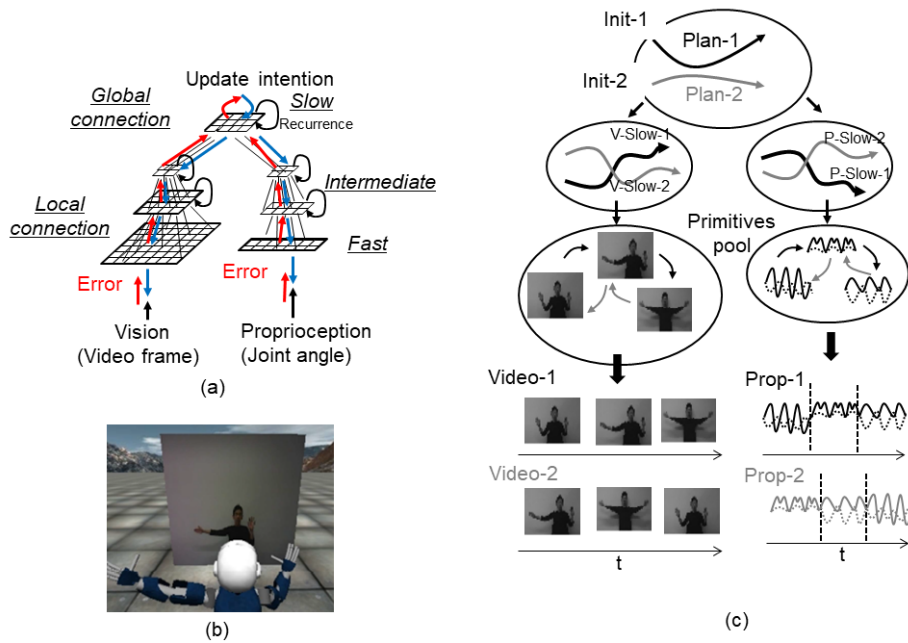 Update intention
Global
connection
Slow
Recurrence
Intermediate
Local
connection
Fast
Error
Error
Vision
(Video frame)
Proprioception
(Joint angle)
(a)
(b)
Init-1
Plan-1
Init-2
Plan-2
V-Slow-1
V-Slow-2
P-Slow-2
P-Slow-1
Primitives
pool
Video-1
Prop-1
Video-2
Prop-2
t
t
(c)